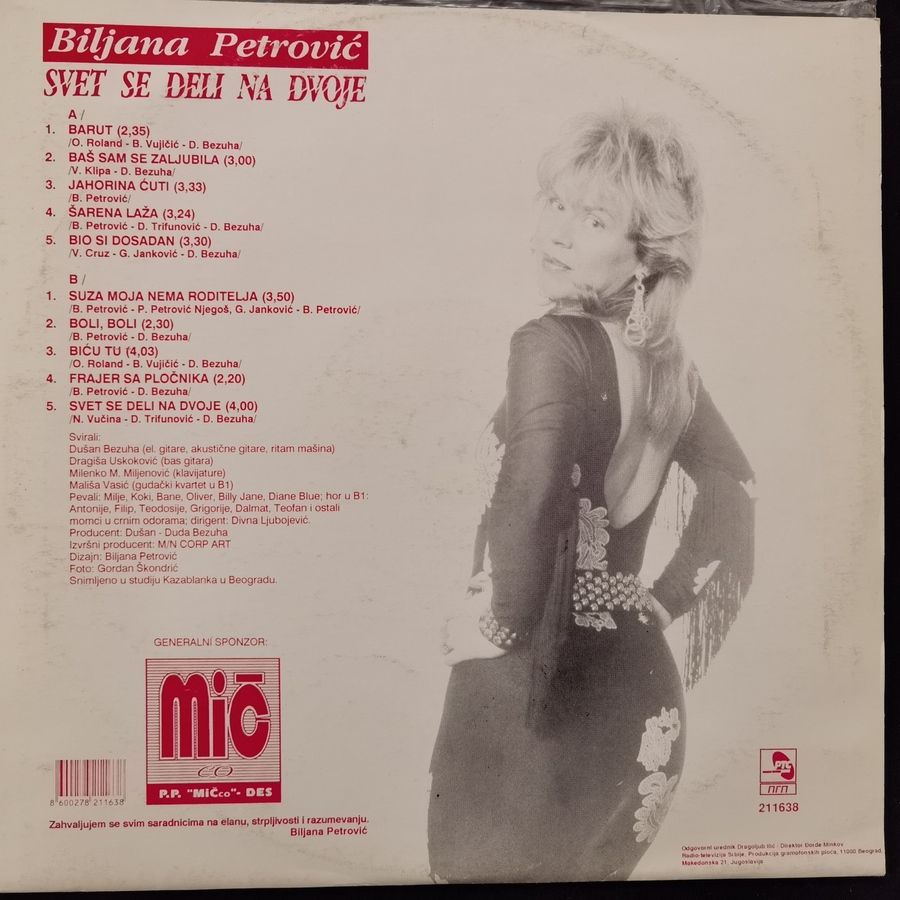 Biljana Petrović
SVET SE DELI NA DVOJE
A /
1. BARUT (2,35)
/O. Roland - B. Vujičić - D. Bezuha/
2. BAŠ SAM SE ZALJUBILA (3,00)
/V. Klipa - D. Bezuha/
3. JAHORINA ĆUTI (3,33)
/B. Petrović/
4. ŠARENA LAŽA (3,24)
/B. Petrović - D. Trifunović - D. Bezuha/
5. BIO SI DOSADAN (3,30)
/V. Cruz - G. Janković - D. Bezuha/
B /
1. SUZA MOJA NEMA RODITELJA (3,50)
/B. Petrović - P. Petrović Njegoš, G. Janković - B. Petrović/
2. BOLI, BOLI (2,30)
/B. Petrović - D. Bezuha/
3. BIĆU TU (4,03)
/O. Roland - B. Vujičić - D. Bezuha/
4. FRAJER SA PLOČNIKA (2,20)
/B. Petrović - D. Bezuha/
5. SVET SE DELI NA DVOJE (4,00)
/N. Vučina - D. Trifunović - D. Bezuha/
Svirali:
Dušan Bezuha (el. gitare, akustične gitare, ritam mašina)
Dragiša Uskoković (bas gitara)
Milenko M. Miljenović (klavijature)
Mališa Vasić (gudački kvartet u B1)
Pevali: Milje, Koki, Bane, Oliver, Billy Jane, Diane Blue; hor u B1:
Antonije, Filip, Teodosije, Grigorije, Dalmat, Teofan i ostali
momci u crnim odorama; dirigent: Divna Ljubojević.
Producent: Dušan - Duda Bezuha
Izvršni producent: M/N CORP ART
Dizajn: Biljana Petrović
Foto: Gordan Škondrić
Snimljeno u studiju Kazablanka u Beogradu.
GENERALNI SPONZOR:
MiČ
CO
P.P. "MiČco"- DES
8 600278 211638
Zahvaljujem se svim saradnicima na elanu, strpljivosti i razumevanju.
Biljana Petrović
PTC
ПГП
211638
Odgovorni urednik Dragoljub Ilić / Direktor Đorđe Minkov
Radio-televizija Srbije, Produkcija gramofonskih ploča, 11000 Beograd,
Makedonska 21, Jugoslavija